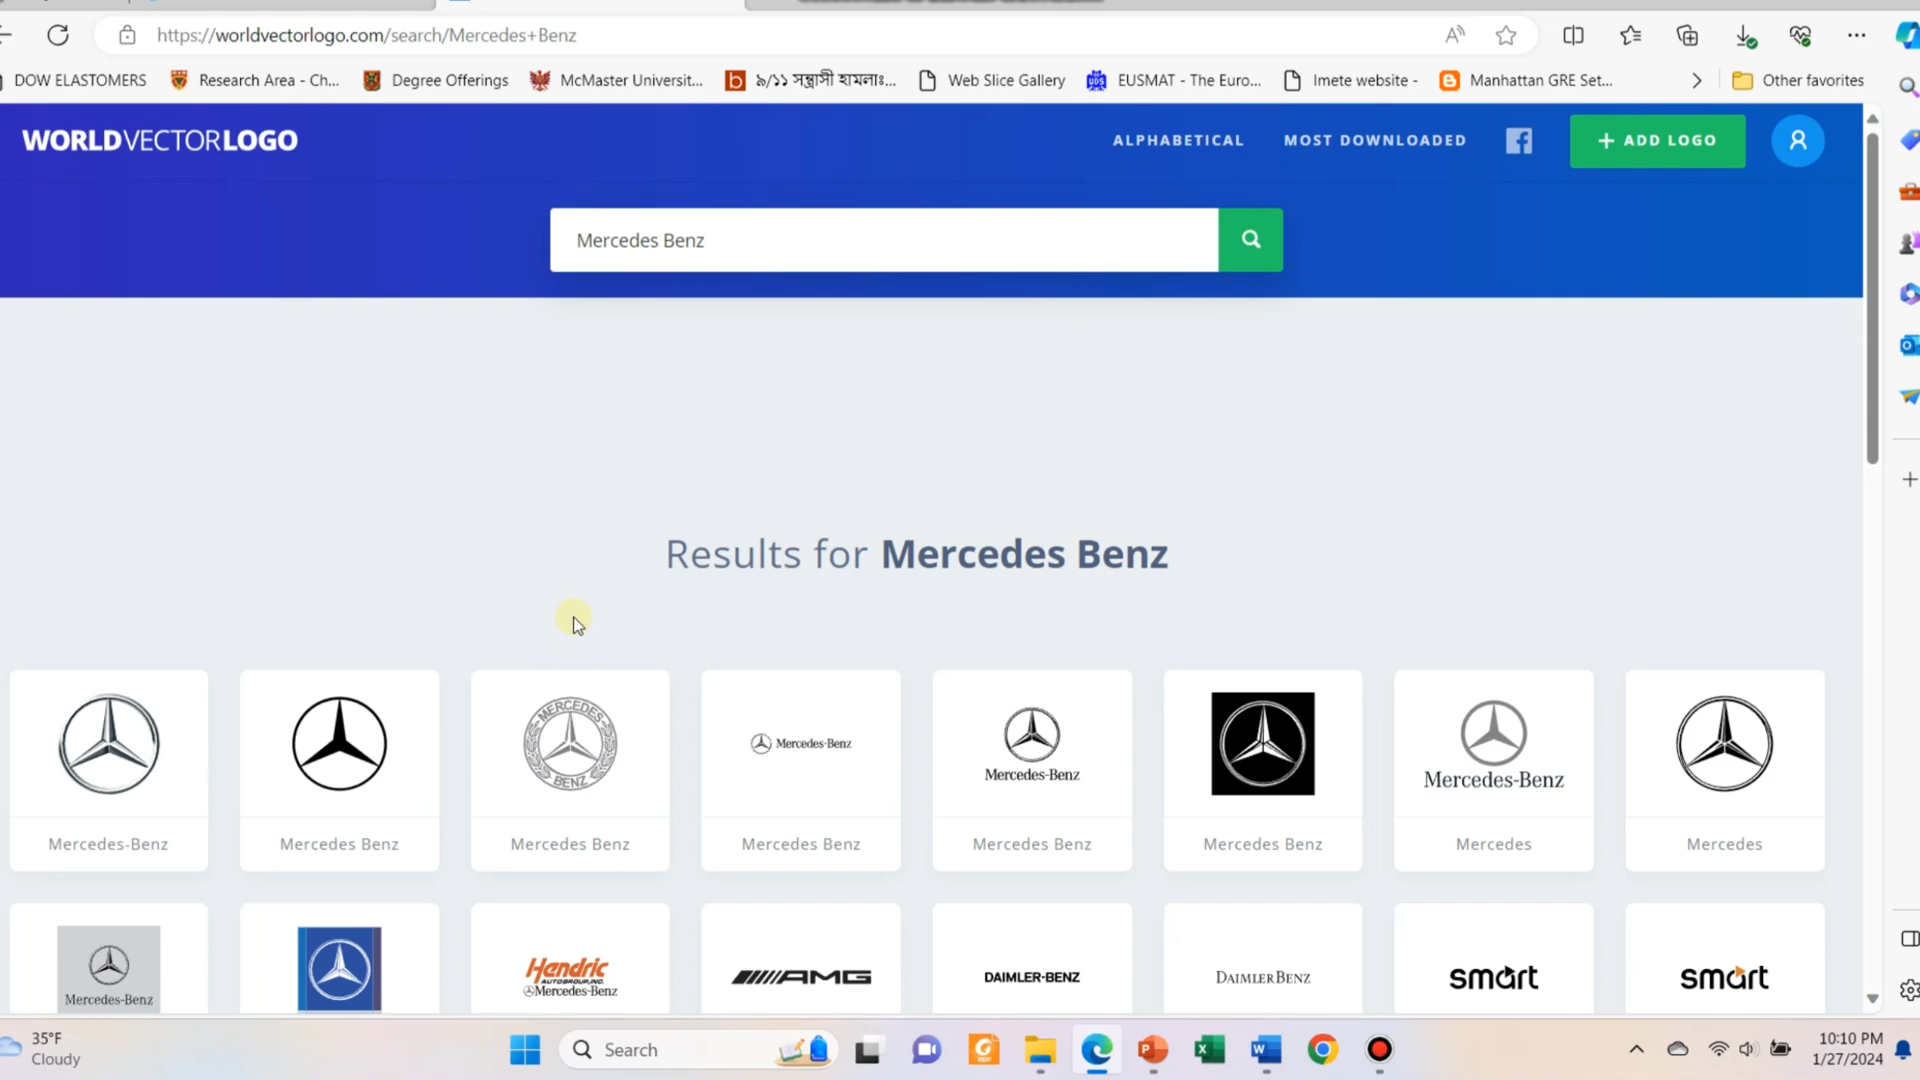 https://worldvectorlogo.com/search/Mercedes+Benz
DOW ELASTOMERS Research Area - Ch... Degree Offerings McMaster Universit... ৯/১১ সন্ত্রাসী হামলাঃ... Web Slice Gallery EUSMAT - The Euro... Imete website - Manhattan GRE Set... Other favorites
WORLDVECTORLOGO ALPHABETICAL MOST DOWNLOADED + ADD LOGO
Mercedes Benz
Results for Mercedes Benz
MERCEDES
BENZ
Mercedes-Benz
Mercedes-Benz
Mercedes-Benz
Mercedes-Benz Mercedes Benz Mercedes Benz Mercedes Benz Mercedes Benz Mercedes Benz Mercedes Mercedes
Mercedes-Benz
Hendric
AUTOGROUP, INC.
Mercedes-Benz
AMG
DAIMLER-BENZ
DAIMLERBENZ
smart
smart
35°F
Cloudy
Search
10:10 PM
1/27/2024